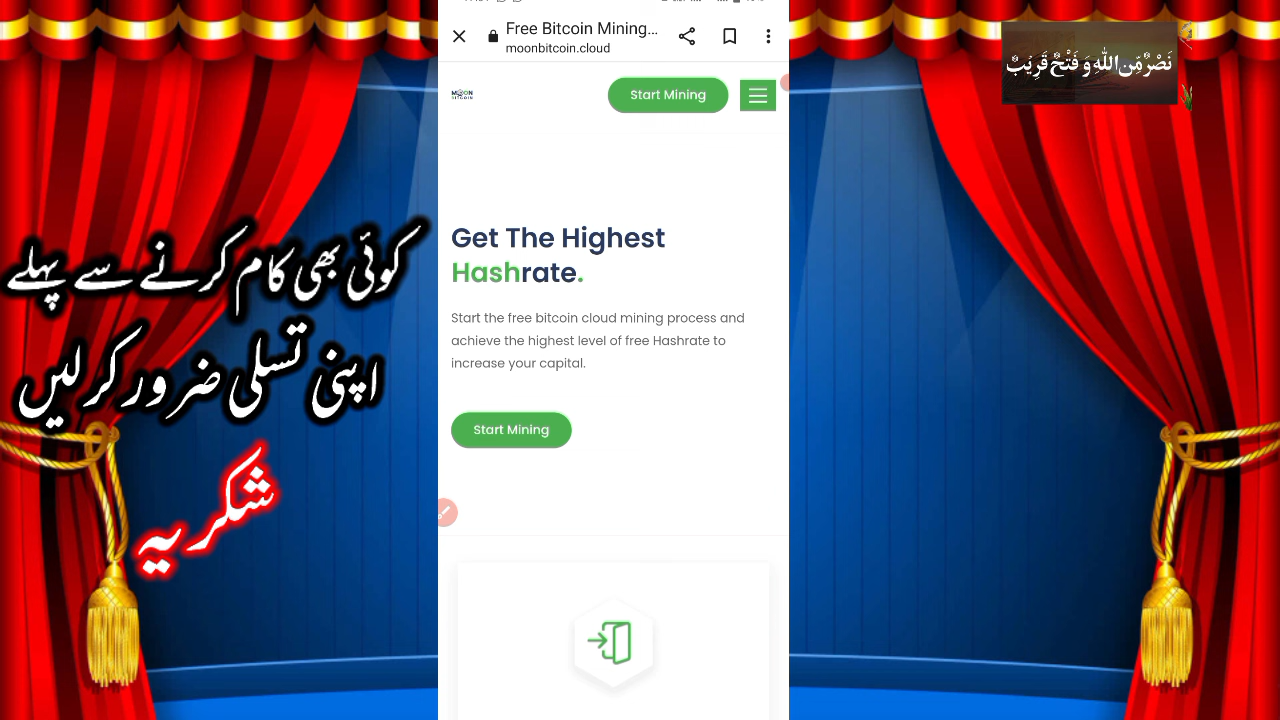 Free Bitcoin Mining...
moonbitcoin.cloud
MOON
BITCOIN
Start Mining
Get The Highest
Hashrate.
Start the free bitcoin cloud mining process and
achieve the highest level of free Hashrate to
increase your capital.
Start Mining
کوئی بھی کام کرنے سے پہلے
اپنی تسلی ضرور کرلیں
شکریہ
نَصْرٌ مِّنَ اللّٰهِ وَ فَتْحٌ قَرِيْبٌ